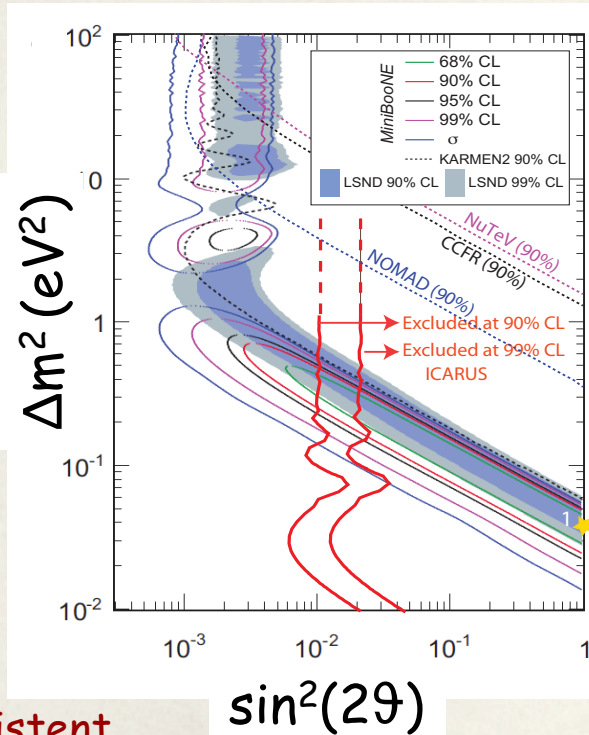 10²
10
1
10⁻¹
10⁻²
Δm² (eV²)
MiniBooNE
68% CL
90% CL
95% CL
99% CL
σ
KARMEN2 90% CL
LSND 90% CL LSND 99% CL
NuTeV (90%)
CCFR (90%)
NOMAD (90%)
Excluded at 90% CL
Excluded at 99% CL
ICARUS
1
10⁻³ 10⁻² 10⁻¹ 1
sin²(2ϑ)
istent